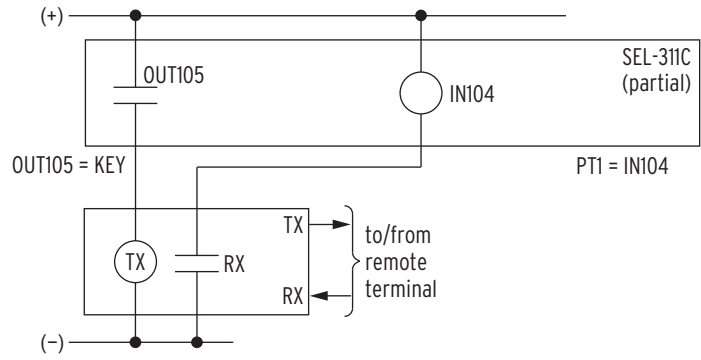 (+)
SEL-311C
(partial)
OUT105
IN104
OUT105 = KEY
PT1 = IN104
TX
RX
TX
RX
to/from
remote
terminal
(–)